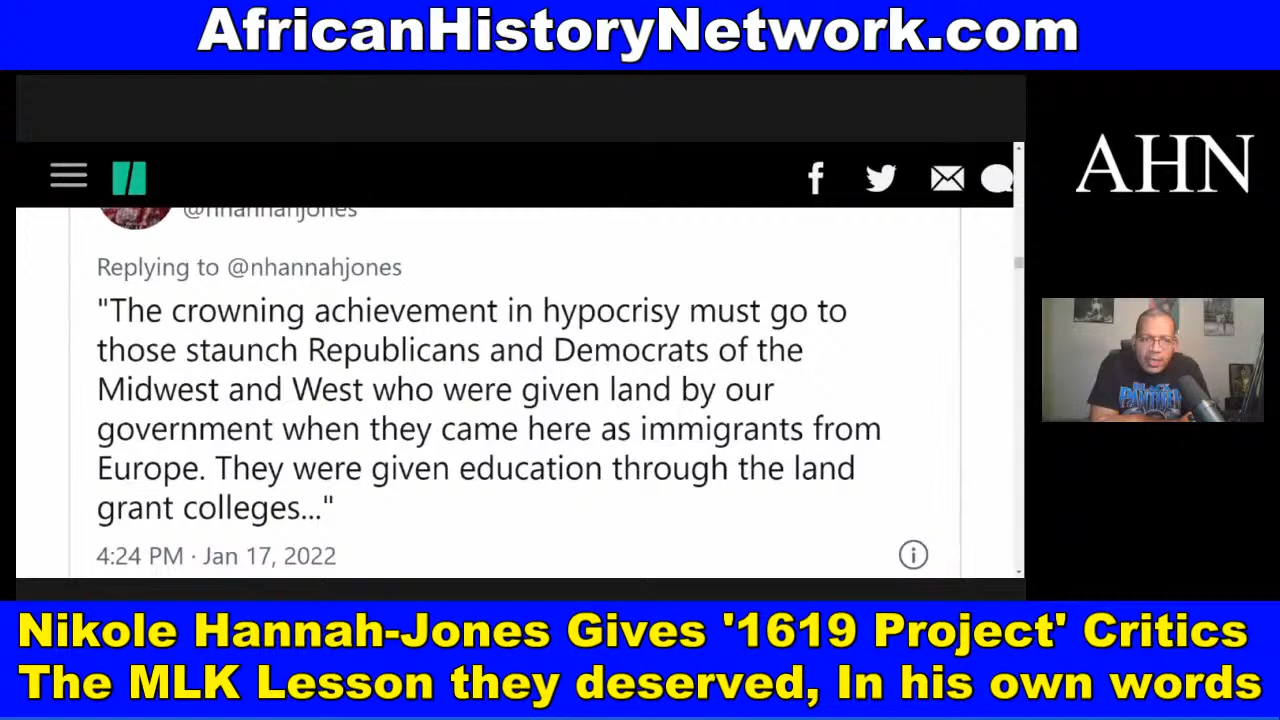 AfricanHistoryNetwork.com
AHN
@nhannahjones
Replying to @nhannahjones
"The crowning achievement in hypocrisy must go to
those staunch Republicans and Democrats of the
Midwest and West who were given land by our
government when they came here as immigrants from
Europe. They were given education through the land
grant colleges..."
4:24 PM · Jan 17, 2022
PANTHER
Nikole Hannah-Jones Gives '1619 Project' Critics
The MLK Lesson they deserved, In his own words